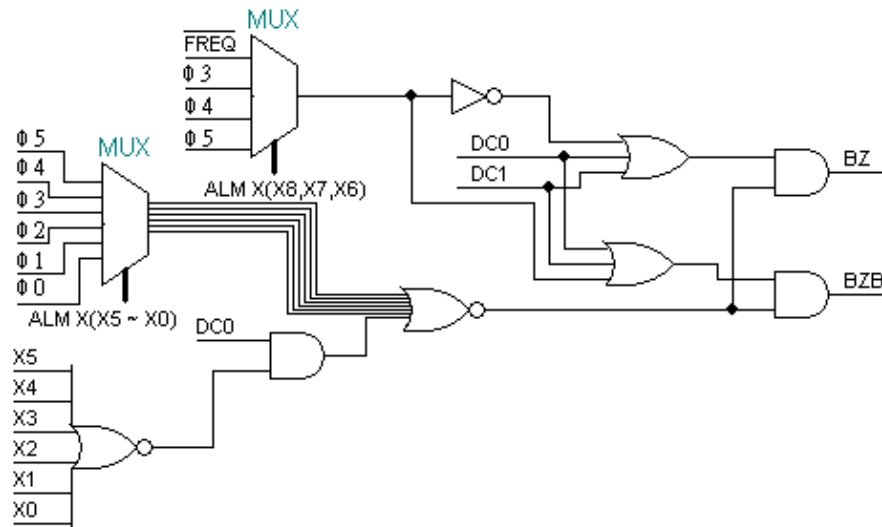 MUX
FREQ
Φ 3
Φ 4
Φ 5
ALM X(X8,X7,X6)
MUX
Φ 5
Φ 4
Φ 3
Φ 2
Φ 1
Φ 0
ALM X(X5 ~ X0)
DC0
DC1
BZ
BZB
DC0
X5
X4
X3
X2
X1
X0